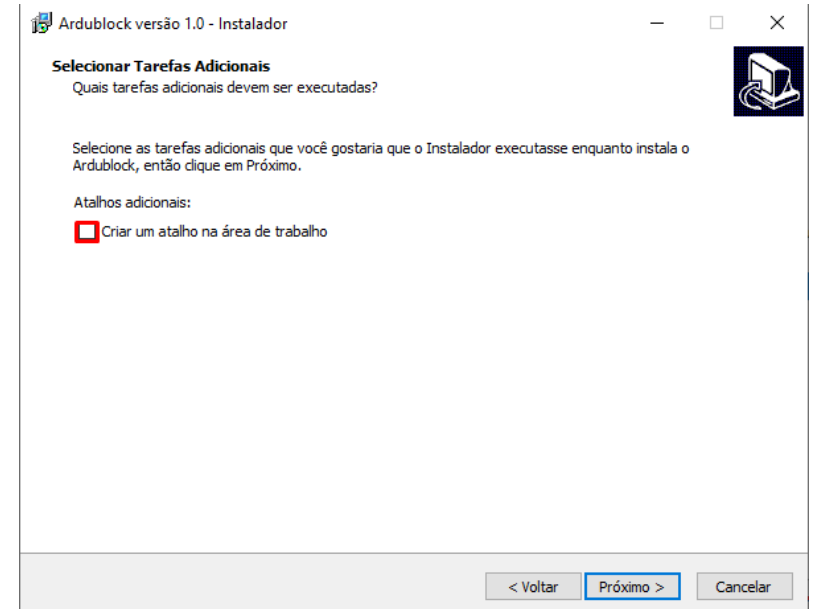 Ardublock versão 1.0 - Instalador
Selecionar Tarefas Adicionais
Quais tarefas adicionais devem ser executadas?
Selecione as tarefas adicionais que você gostaria que o Instalador executasse enquanto instala o
Ardublock, então clique em Próximo.
Atalhos adicionais:
Criar um atalho na área de trabalho
< Voltar
Próximo >
Cancelar